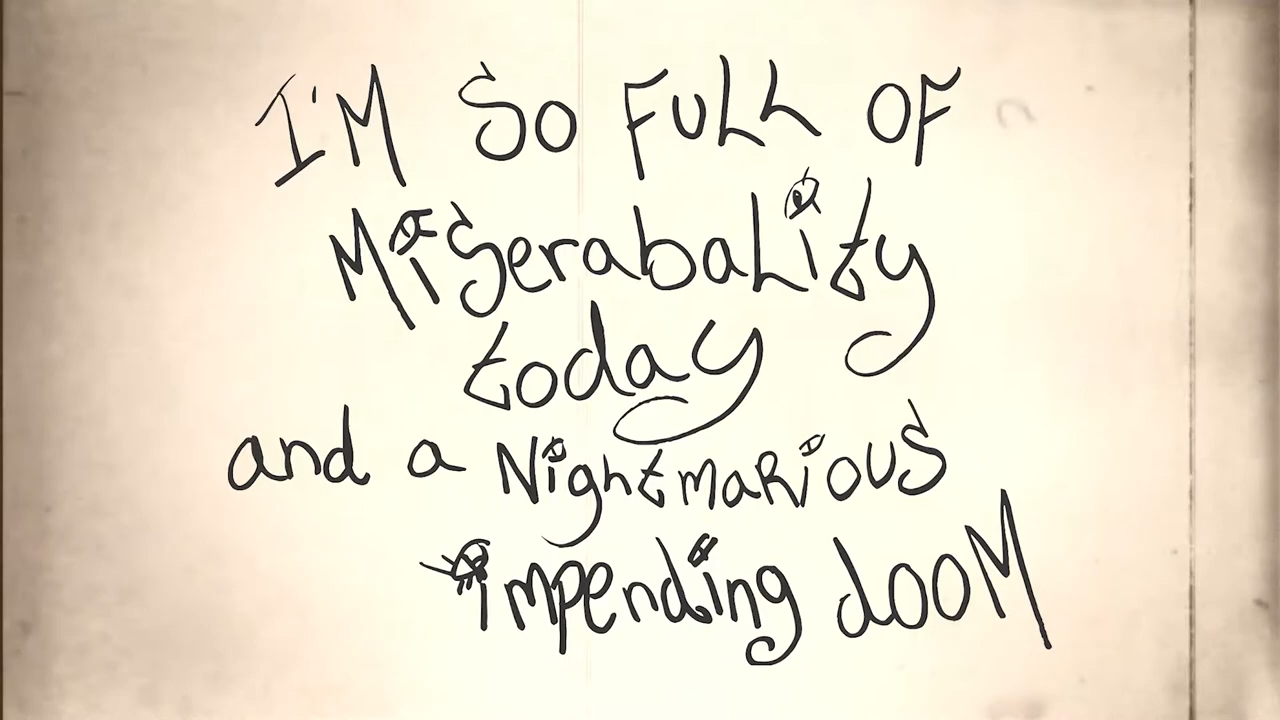 I'M SO FULL OF
MiSerabaLity
today
and a NightmaRiOUS
impending dooM